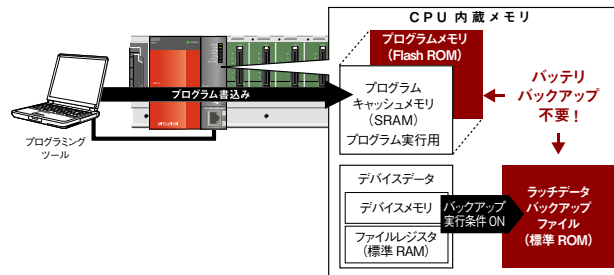 CPU内蔵メモリ
プログラムメモリ
(Flash ROM)
プログラム
キャッシュメモリ
(SRAM)
プログラム実行用
バッテリ
バックアップ
不要!
プログラム書込み
プログラミング
ツール
デバイスデータ
デバイスメモリ
ファイルレジスタ
(標準 RAM)
バックアップ
実行条件 ON
ラッチデータ
バックアップ
ファイル
(標準 ROM)